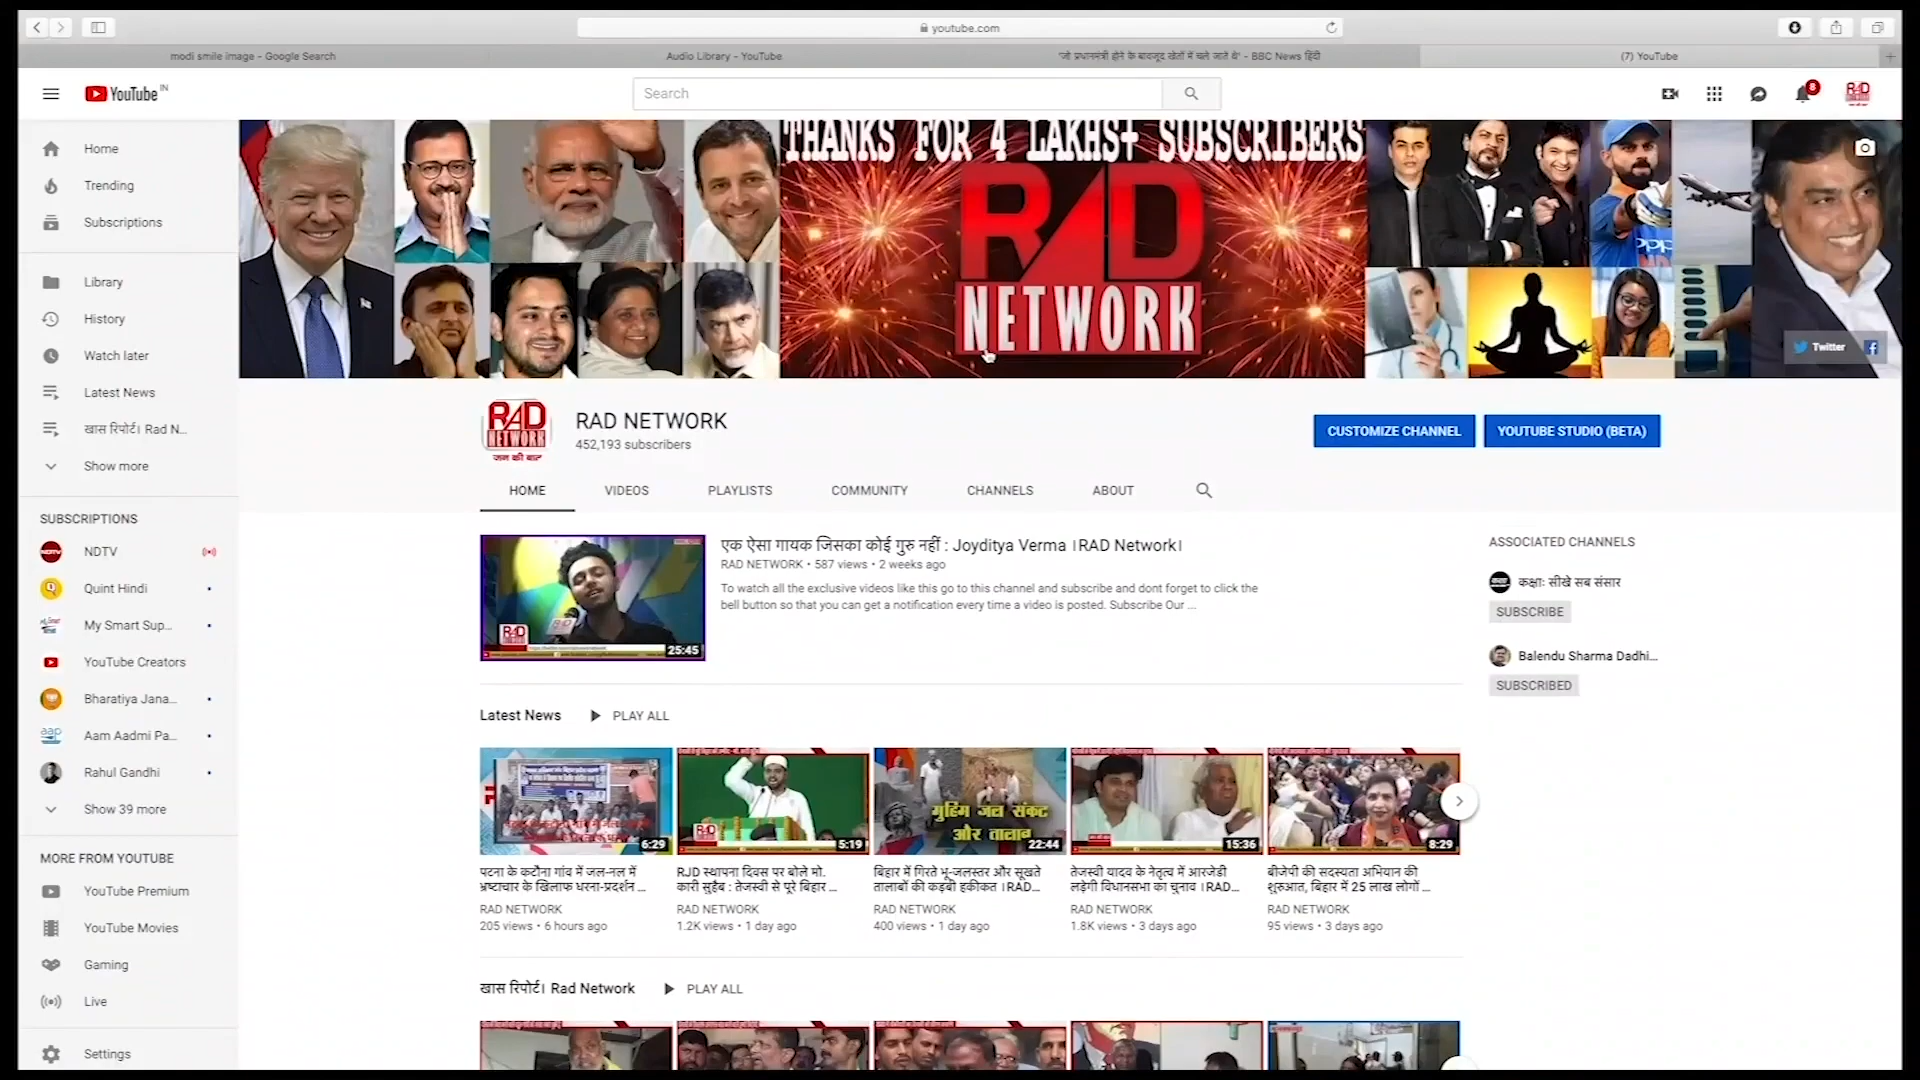 youtube.com
modi smile image - Google Search
Audio Library - YouTube
'जो प्रधानमंत्री होने के बावजूद खेतों में चले जाते थे' - BBC News हिंदी
(7) YouTube
YouTube IN
Search
8
Home
Trending
Subscriptions
Library
History
Watch later
Latest News
खास रिपोर्ट। Rad N...
Show more
SUBSCRIPTIONS
NDTV
Quint Hindi
My Smart Sup...
YouTube Creators
Bharatiya Jana...
aap
Aam Aadmi Pa...
Rahul Gandhi
Show 39 more
MORE FROM YOUTUBE
YouTube Premium
YouTube Movies
Gaming
Live
Settings
THANKS FOR 4 LAKHS+ SUBSCRIBERS
RAD
NETWORK
Twitter
RAD
NETWORK
जन की बात
RAD NETWORK
452,193 subscribers
CUSTOMIZE CHANNEL
YOUTUBE STUDIO (BETA)
HOME
VIDEOS
PLAYLISTS
COMMUNITY
CHANNELS
ABOUT
25:45
एक ऐसा गायक जिसका कोई गुरु नहीं : Joyditya Verma ।RAD Network।
RAD NETWORK • 587 views • 2 weeks ago
To watch all the exclusive videos like this go to this channel and subscribe and dont forget to click the
bell button so that you can get a notification every time a video is posted. Subscribe Our ...
ASSOCIATED CHANNELS
कक्षाः सीखे सब संसार
SUBSCRIBE
Balendu Sharma Dadhi...
SUBSCRIBED
Latest News
PLAY ALL
6:29
पटना के कटौना गांव में जल-नल में
भ्रष्टाचार के खिलाफ धरना-प्रदर्शन ...
RAD NETWORK
205 views • 6 hours ago
5:19
RJD स्थापना दिवस पर बोले मो.
कारी सुहैब : तेजस्वी से पूरे बिहार ...
RAD NETWORK
1.2K views • 1 day ago
मुहिम जल संकट
और तालाब
22:44
बिहार में गिरते भू-जलस्तर और सूखते
तालाबों की कड़बी हकीकत ।RAD...
RAD NETWORK
400 views • 1 day ago
15:36
तेजस्वी यादव के नेतृत्व में आरजेडी
लड़ेगी विधानसभा का चुनाव ।RAD...
RAD NETWORK
1.8K views • 3 days ago
8:29
बीजेपी की सदस्यता अभियान की
शुरुआत, बिहार में 25 लाख लोगों ...
RAD NETWORK
95 views • 3 days ago
खास रिपोर्ट। Rad Network
PLAY ALL